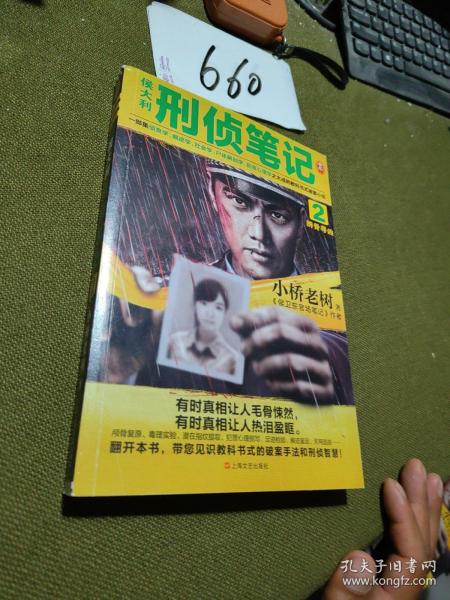 660
侯大利
刑侦笔记
2
小桥老树 著
《侯卫东官场笔记》作者
有时真相让人毛骨悚然，
有时真相让人热泪盈眶。
翻开本书，带您见识教科书式的破案手法和刑侦智慧！
上海文艺出版社
孔夫子旧书网
www.kongfz.com